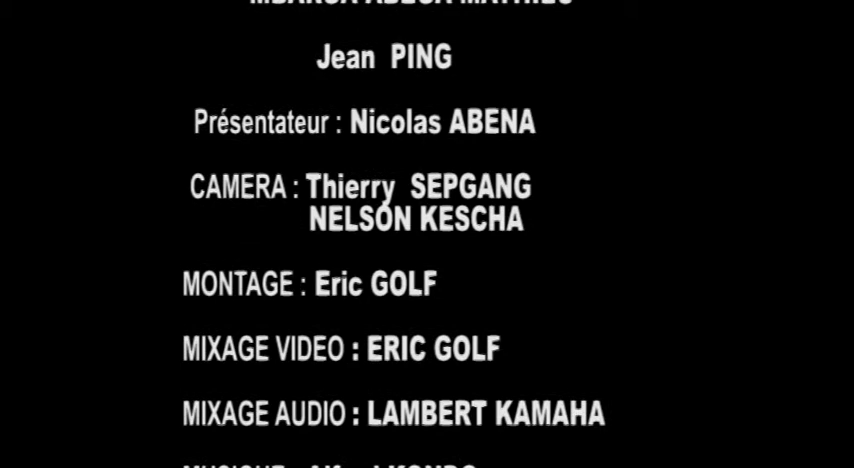 Jean PING
Présentateur : Nicolas ABENA
CAMERA : Thierry SEPGANG
NELSON KESCHA
MONTAGE : Eric GOLF
MIXAGE VIDEO : ERIC GOLF
MIXAGE AUDIO : LAMBERT KAMAHA